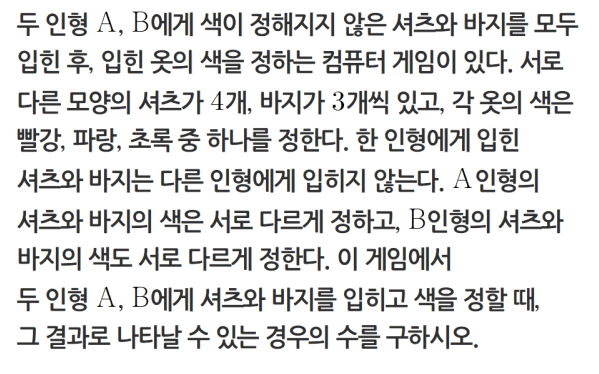 두 인형 A, B에게 색이 정해지지 않은 셔츠와 바지를 모두
입힌 후, 입힌 옷의 색을 정하는 컴퓨터 게임이 있다. 서로
다른 모양의 셔츠가 4개, 바지가 3개씩 있고, 각 옷의 색은
빨강, 파랑, 초록 중 하나를 정한다. 한 인형에게 입힌
셔츠와 바지는 다른 인형에게 입히지 않는다. A인형의
셔츠와 바지의 색은 서로 다르게 정하고, B인형의 셔츠와
바지의 색도 서로 다르게 정한다. 이 게임에서
두 인형 A, B에게 셔츠와 바지를 입히고 색을 정할 때,
그 결과로 나타날 수 있는 경우의 수를 구하시오.